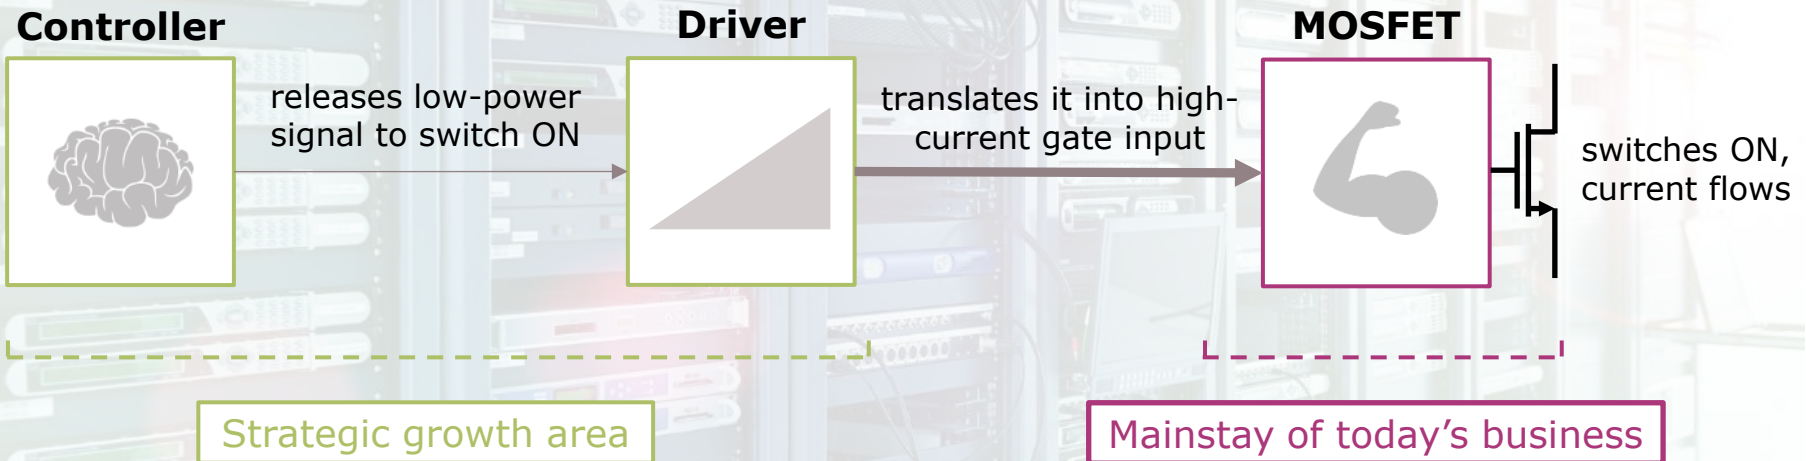 Controller
Driver
MOSFET
releases low-power
signal to switch ON
translates it into high-
current gate input
switches ON,
current flows
Strategic growth area
Mainstay of today's business